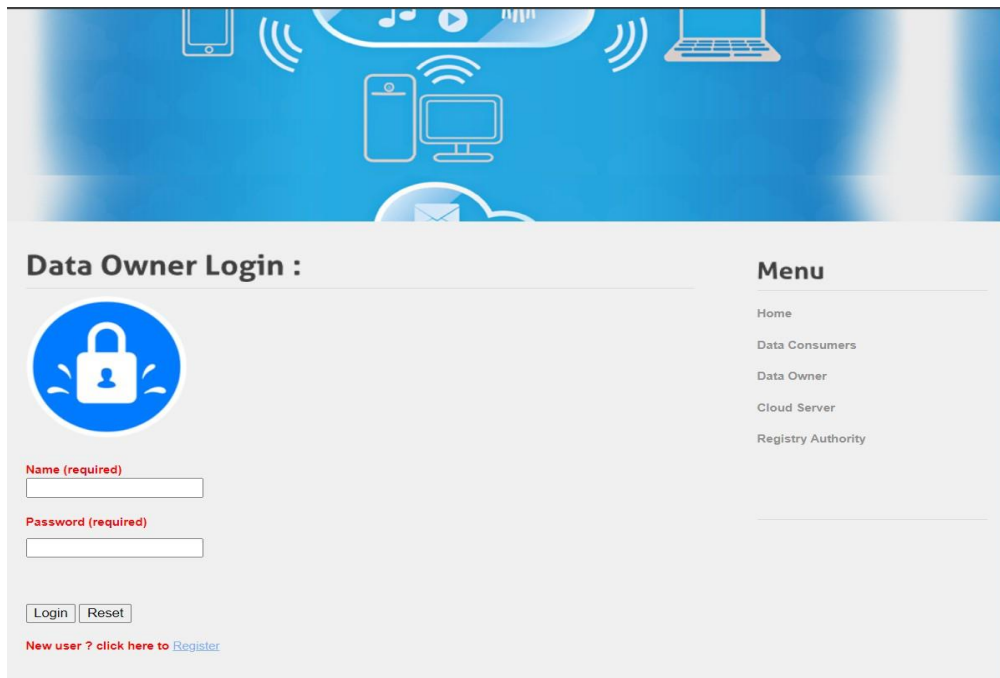 Data Owner Login :
Name (required)
Password (required)
Login Reset
New user ? click here to Register
Menu
Home
Data Consumers
Data Owner
Cloud Server
Registry Authority